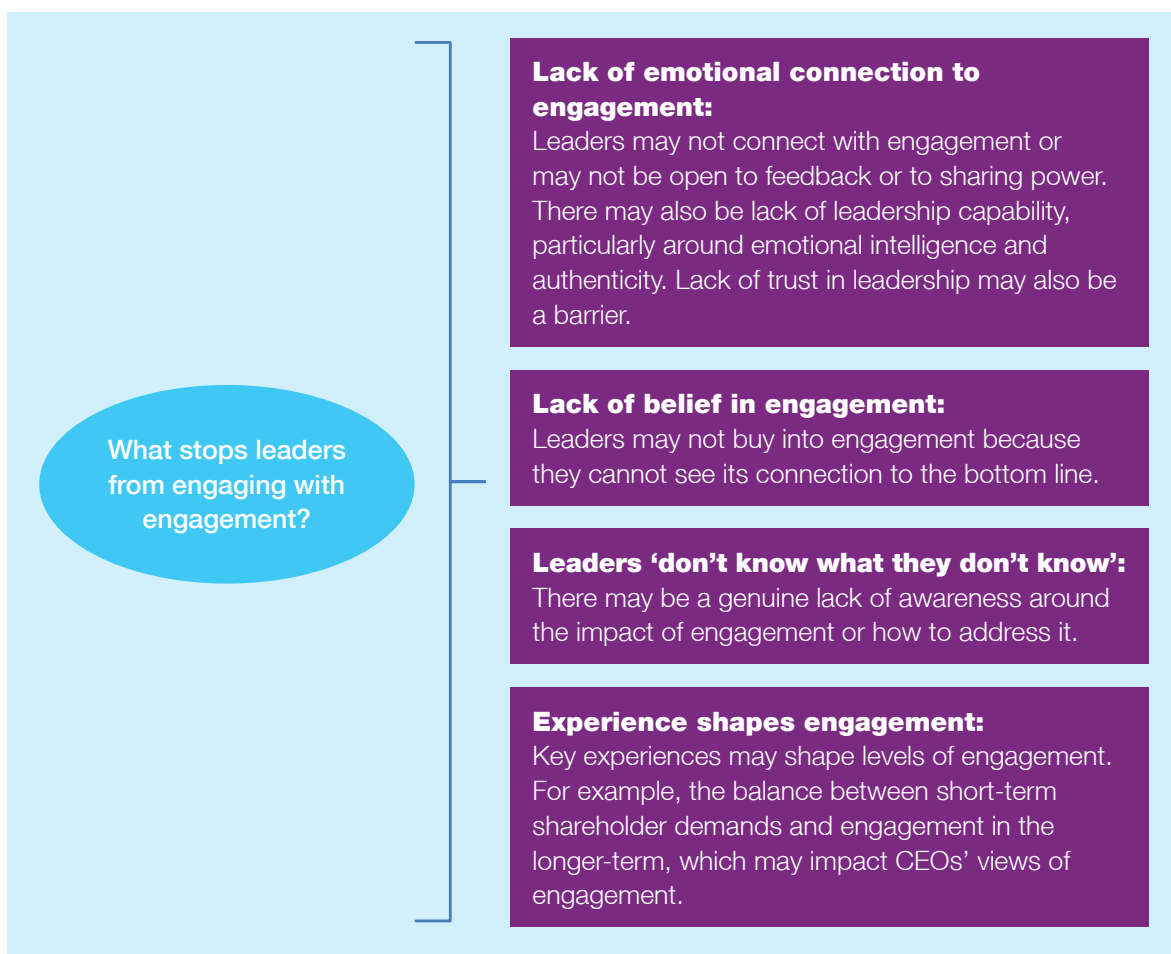 What stops leaders
from engaging with
engagement?
Lack of emotional connection to
engagement:
Leaders may not connect with engagement or
may not be open to feedback or to sharing power.
There may also be lack of leadership capability,
particularly around emotional intelligence and
authenticity. Lack of trust in leadership may also be
a barrier.
Lack of belief in engagement:
Leaders may not buy into engagement because
they cannot see its connection to the bottom line.
Leaders ‘don’t know what they don’t know’:
There may be a genuine lack of awareness around
the impact of engagement or how to address it.
Experience shapes engagement:
Key experiences may shape levels of engagement.
For example, the balance between short-term
shareholder demands and engagement in the
longer-term, which may impact CEOs’ views of
engagement.